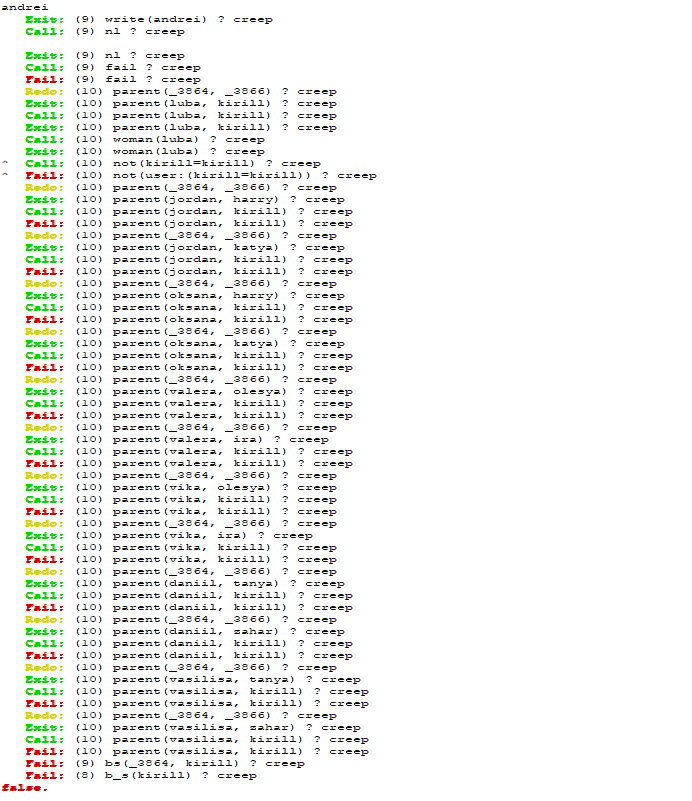 andrei
Exit: (9) write(andrei) ? creep
Call: (9) nl ? creep
Exit: (9) nl ? creep
Call: (9) fail ? creep
Fail: (9) fail ? creep
Redo: (10) parent(_3864, _3866) ? creep
Exit: (10) parent(luba, kirill) ? creep
Call: (10) parent(luba, kirill) ? creep
Exit: (10) parent(luba, kirill) ? creep
Call: (10) woman(luba) ? creep
Exit: (10) woman(luba) ? creep
^ Call: (10) not(kirill=kirill) ? creep
^ Fail: (10) not(user:(kirill=kirill)) ? creep
Redo: (10) parent(_3864, _3866) ? creep
Exit: (10) parent(jordan, harry) ? creep
Call: (10) parent(jordan, kirill) ? creep
Fail: (10) parent(jordan, kirill) ? creep
Redo: (10) parent(_3864, _3866) ? creep
Exit: (10) parent(jordan, katya) ? creep
Call: (10) parent(jordan, kirill) ? creep
Fail: (10) parent(jordan, kirill) ? creep
Redo: (10) parent(_3864, _3866) ? creep
Exit: (10) parent(oksana, harry) ? creep
Call: (10) parent(oksana, kirill) ? creep
Fail: (10) parent(oksana, kirill) ? creep
Redo: (10) parent(_3864, _3866) ? creep
Exit: (10) parent(oksana, katya) ? creep
Call: (10) parent(oksana, kirill) ? creep
Fail: (10) parent(oksana, kirill) ? creep
Redo: (10) parent(_3864, _3866) ? creep
Exit: (10) parent(valera, olesya) ? creep
Call: (10) parent(valera, kirill) ? creep
Fail: (10) parent(valera, kirill) ? creep
Redo: (10) parent(_3864, _3866) ? creep
Exit: (10) parent(valera, ira) ? creep
Call: (10) parent(valera, kirill) ? creep
Fail: (10) parent(valera, kirill) ? creep
Redo: (10) parent(_3864, _3866) ? creep
Exit: (10) parent(vika, olesya) ? creep
Call: (10) parent(vika, kirill) ? creep
Fail: (10) parent(vika, kirill) ? creep
Redo: (10) parent(_3864, _3866) ? creep
Exit: (10) parent(vika, ira) ? creep
Call: (10) parent(vika, kirill) ? creep
Fail: (10) parent(vika, kirill) ? creep
Redo: (10) parent(_3864, _3866) ? creep
Exit: (10) parent(daniil, tanya) ? creep
Call: (10) parent(daniil, kirill) ? creep
Fail: (10) parent(daniil, kirill) ? creep
Redo: (10) parent(_3864, _3866) ? creep
Exit: (10) parent(daniil, zahar) ? creep
Call: (10) parent(daniil, kirill) ? creep
Fail: (10) parent(daniil, kirill) ? creep
Redo: (10) parent(_3864, _3866) ? creep
Exit: (10) parent(vasilisa, tanya) ? creep
Call: (10) parent(vasilisa, kirill) ? creep
Fail: (10) parent(vasilisa, kirill) ? creep
Redo: (10) parent(_3864, _3866) ? creep
Exit: (10) parent(vasilisa, zahar) ? creep
Call: (10) parent(vasilisa, kirill) ? creep
Fail: (10) parent(vasilisa, kirill) ? creep
Fail: (9) bs(_3864, kirill) ? creep
Fail: (8) b_s(kirill) ? creep
false.